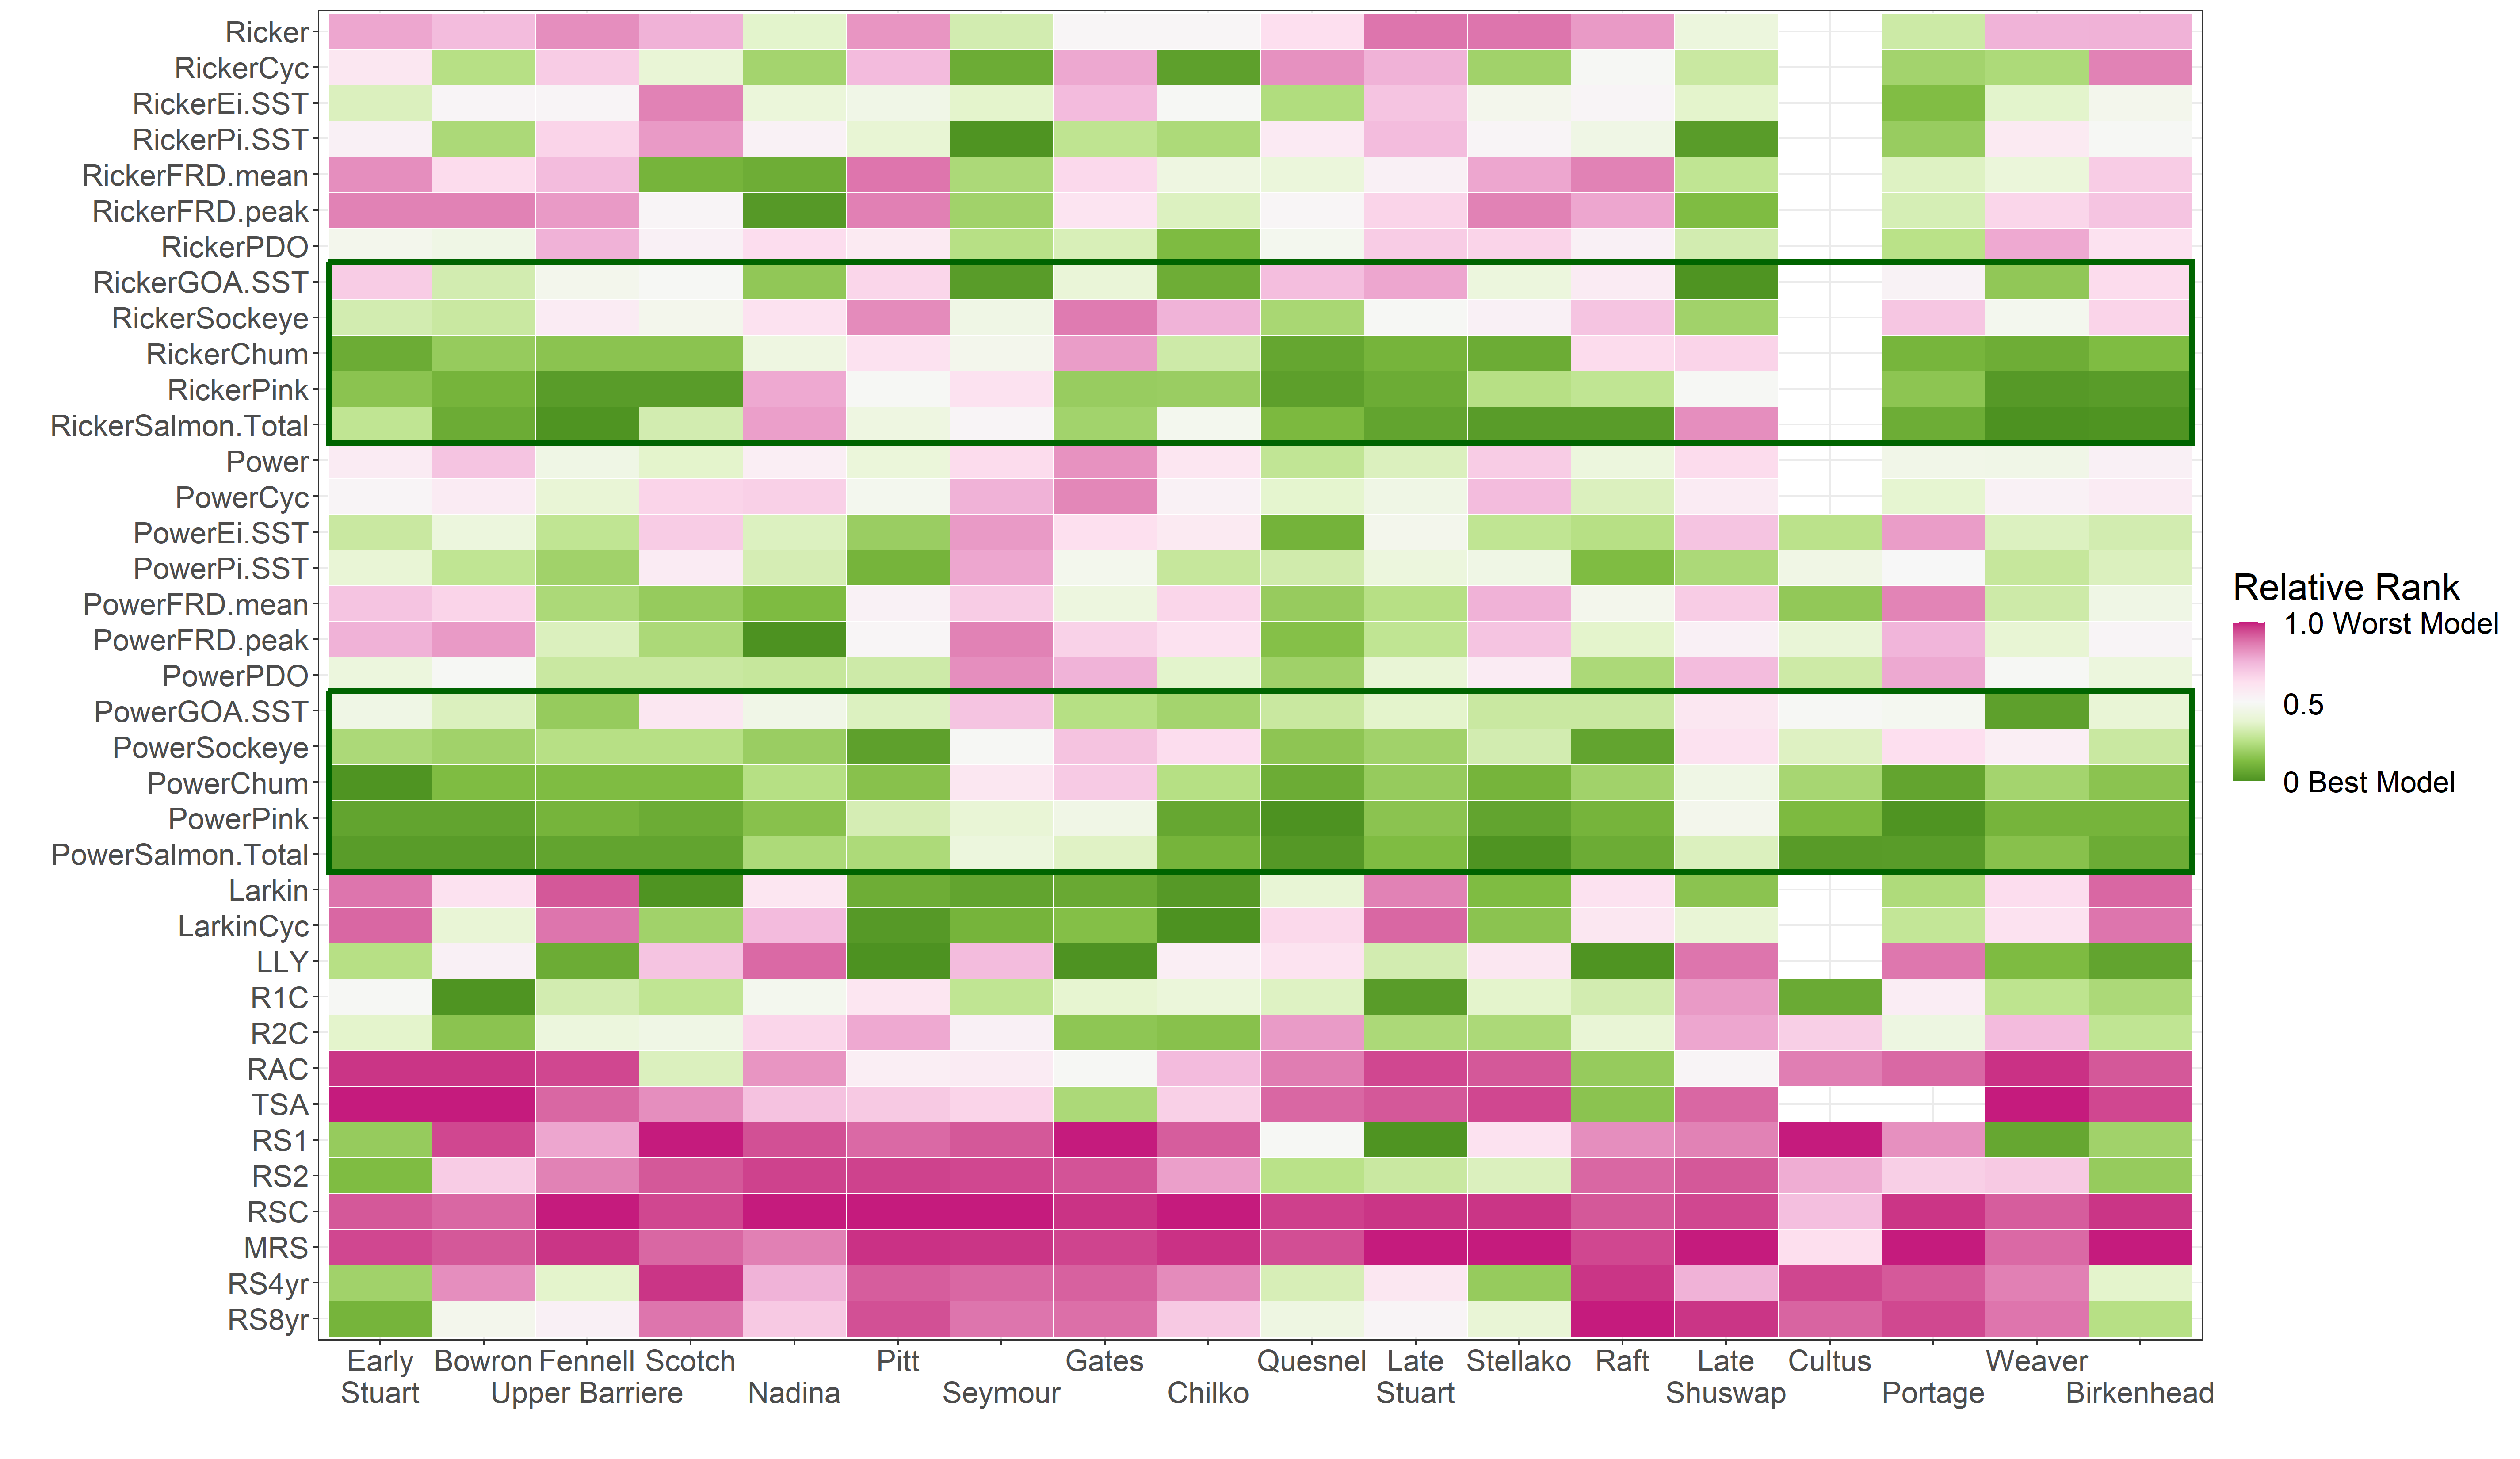 Ricker
RickerCyc
RickerEi.SST
RickerPi.SST
RickerFRD.mean
RickerFRD.peak
RickerPDO
RickerGOA.SST
RickerSockeye
RickerChum
RickerPink
RickerSalmon.Total
Power
PowerCyc
PowerEi.SST
PowerPi.SST
PowerFRD.mean
PowerFRD.peak
PowerPDO
PowerGOA.SST
PowerSockeye
PowerChum
PowerPink
PowerSalmon.Total
Larkin
LarkinCyc
LLY
R1C
R2C
RAC
TSA
RS1
RS2
RSC
MRS
RS4yr
RS8yr
Early Bowron Fennell Scotch Pitt Gates Quesnel Late Stellako Raft Late Cultus Weaver
Stuart Upper Barriere Nadina Seymour Chilko Stuart Shuswap Portage Birkenhead
Relative Rank
1.0 Worst Model
0.5
0 Best Model